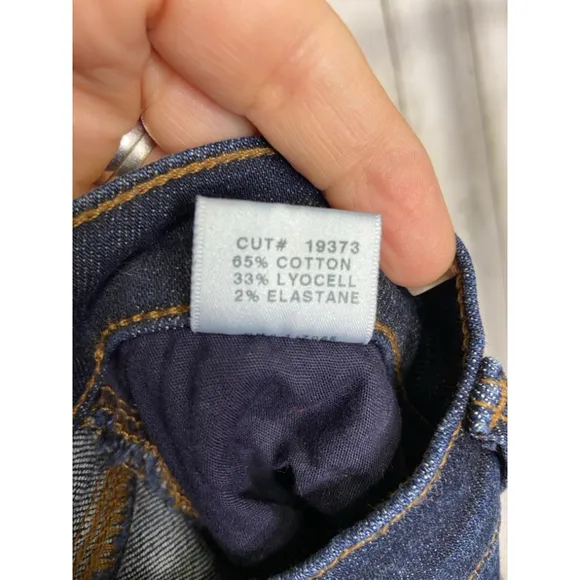 CUT# 19373
65% COTTON
33% LYOCELL
2% ELASTANE